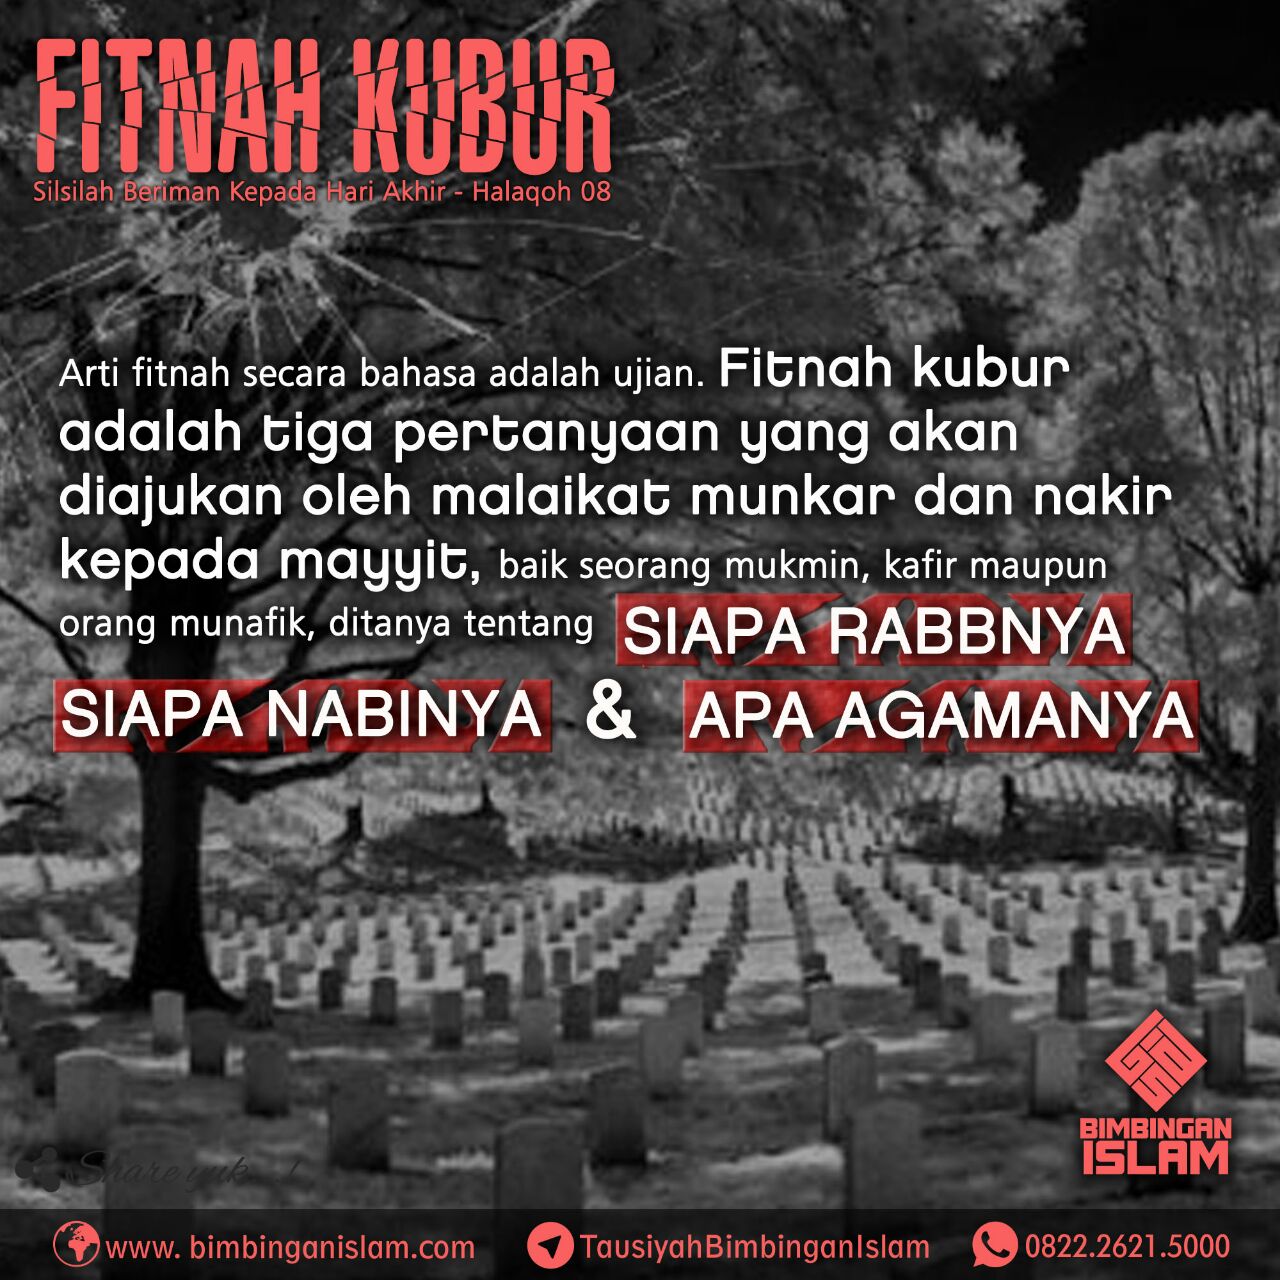 FITNAH KUBUR
Silsilah Beriman Kepada Hari Akhir - Halaqoh 08
Arti fitnah secara bahasa adalah ujian. Fitnah kubur
adalah tiga pertanyaan yang akan
diajukan oleh malaikat munkar dan nakir
kepada mayyit, baik seorang mukmin, kafir maupun
orang munafik, ditanya tentang SIAPA RABBNYA
SIAPA NABINYA & APA AGAMANYA
BIMBINGAN
ISLAM
Share yuk...!
www. bimbinganislam.com TausiyahBimbinganIslam 0822.2621.5000